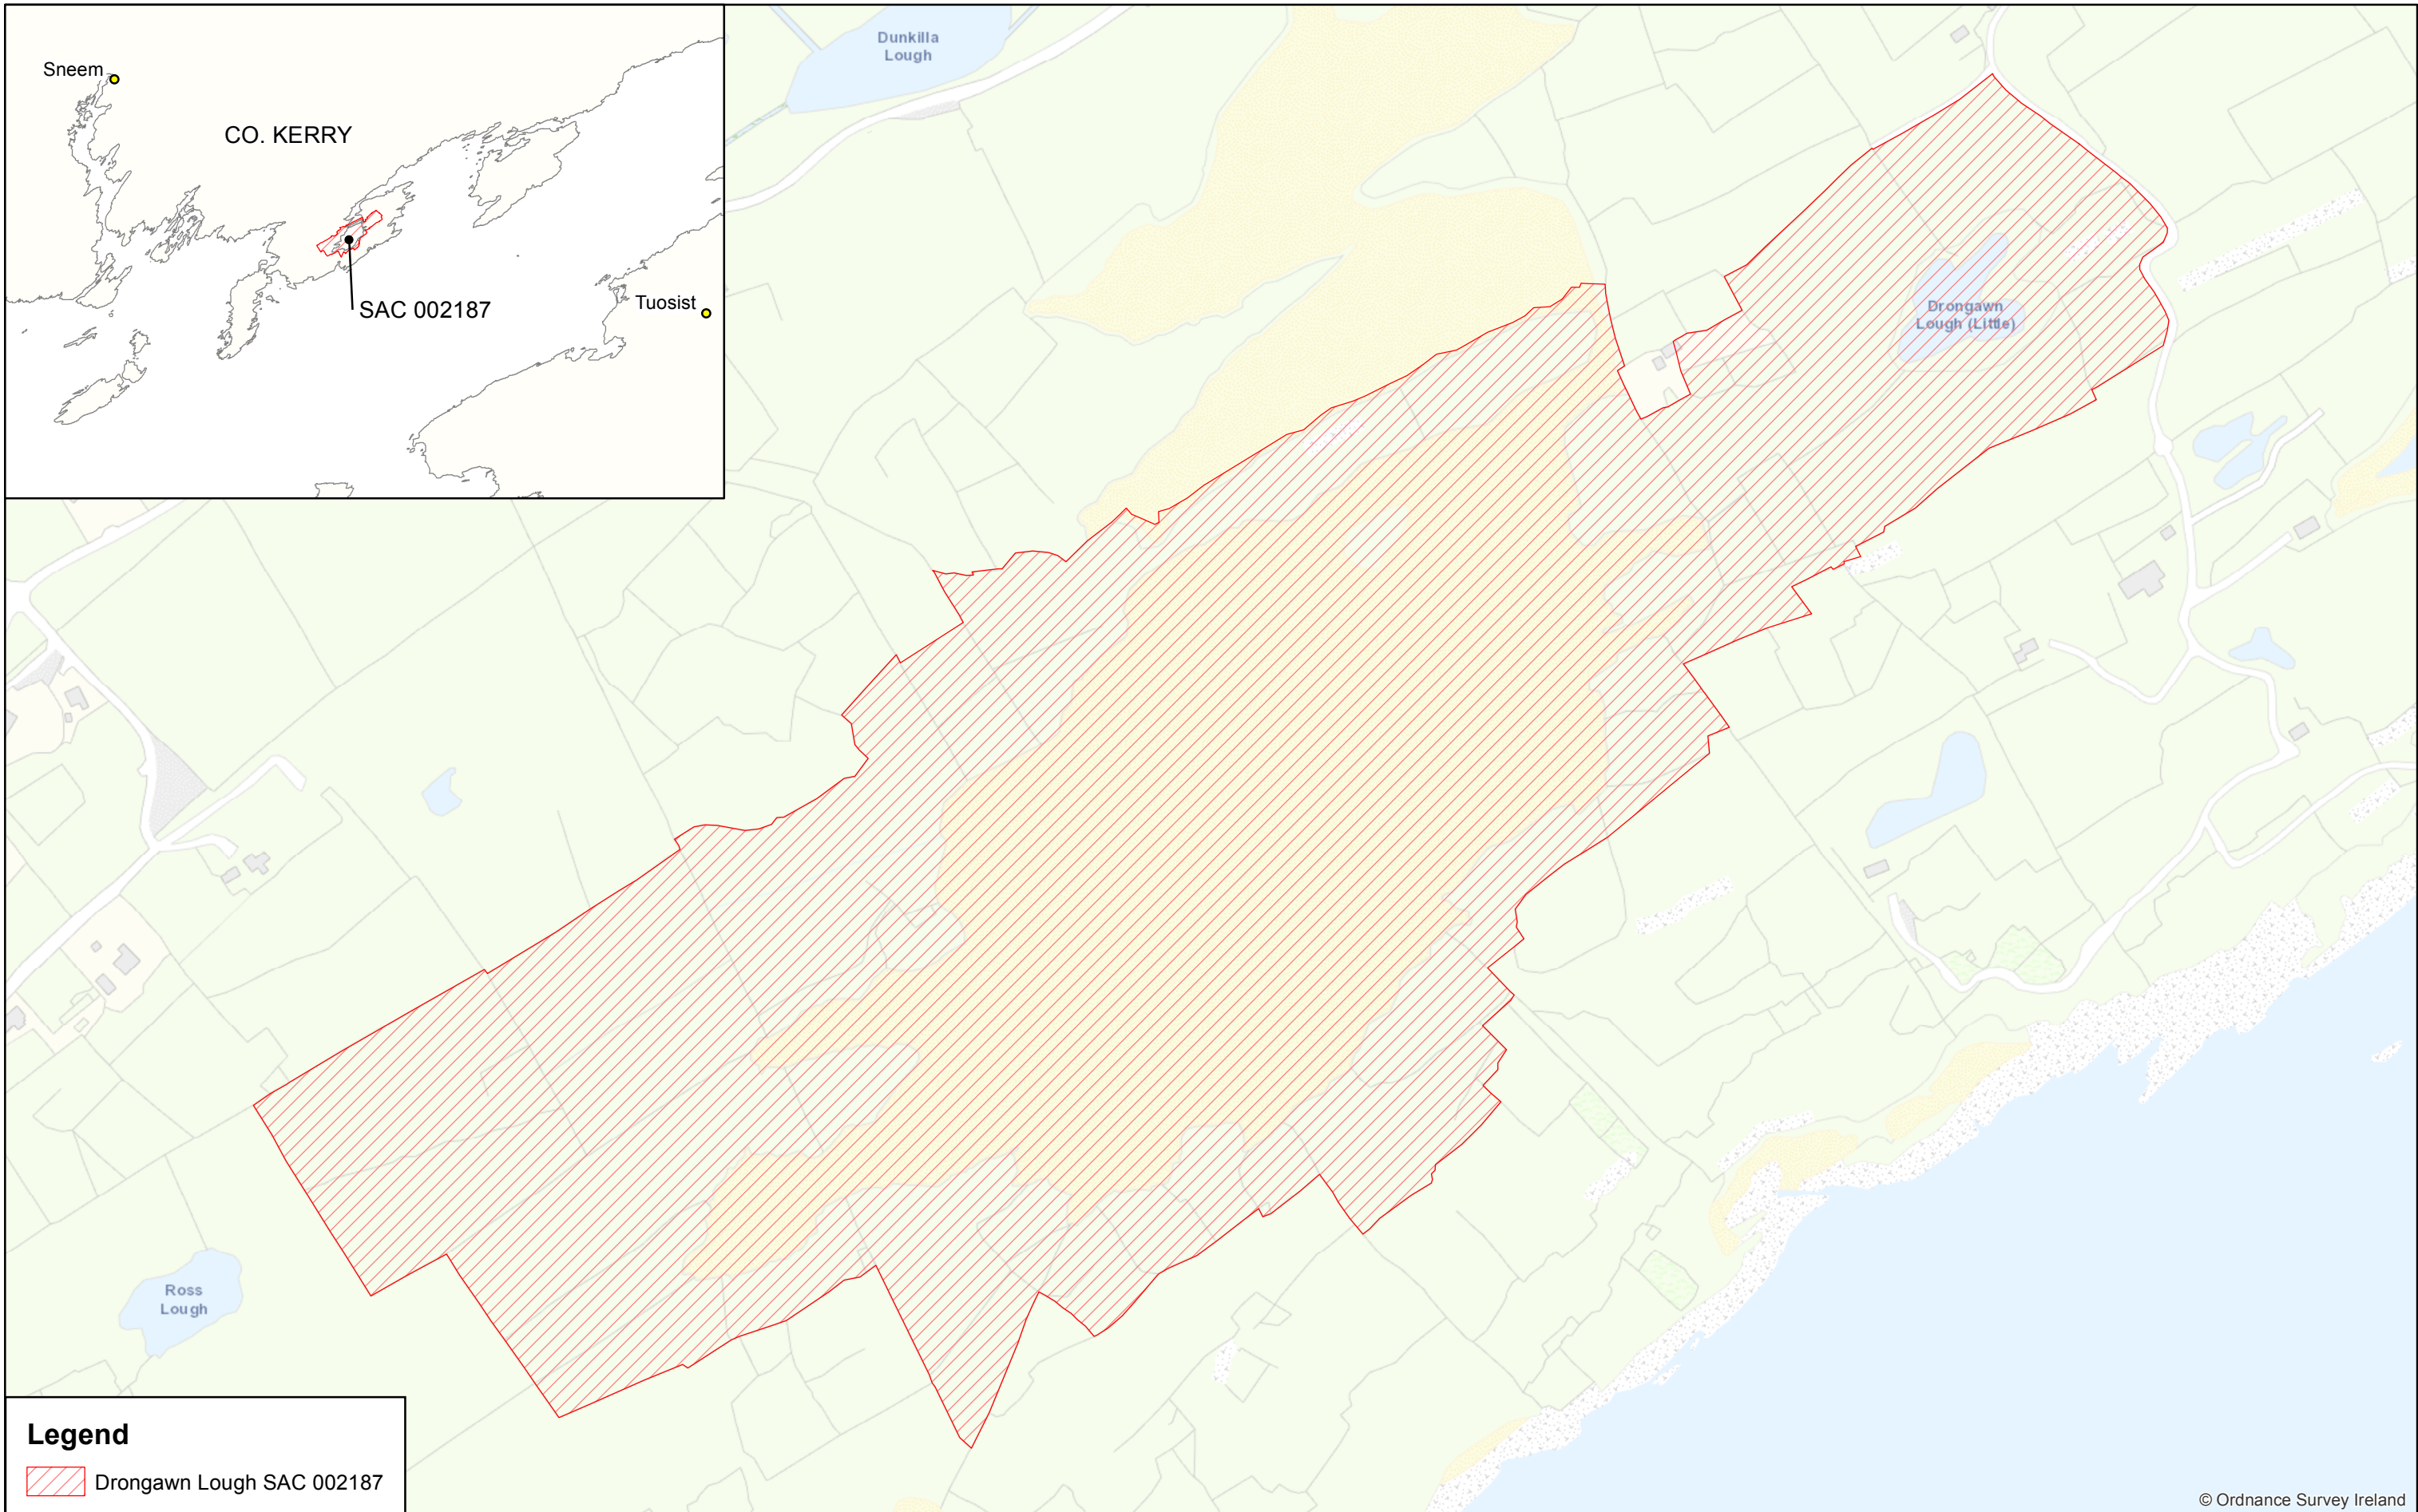 Sneem
CO. KERRY
SAC 002187
Tuosist
Dunkilla
Lough
Drongawn
Lough (Little)
Ross
Lough
Legend
Drongawn Lough SAC 002187
© Ordnance Survey Ireland